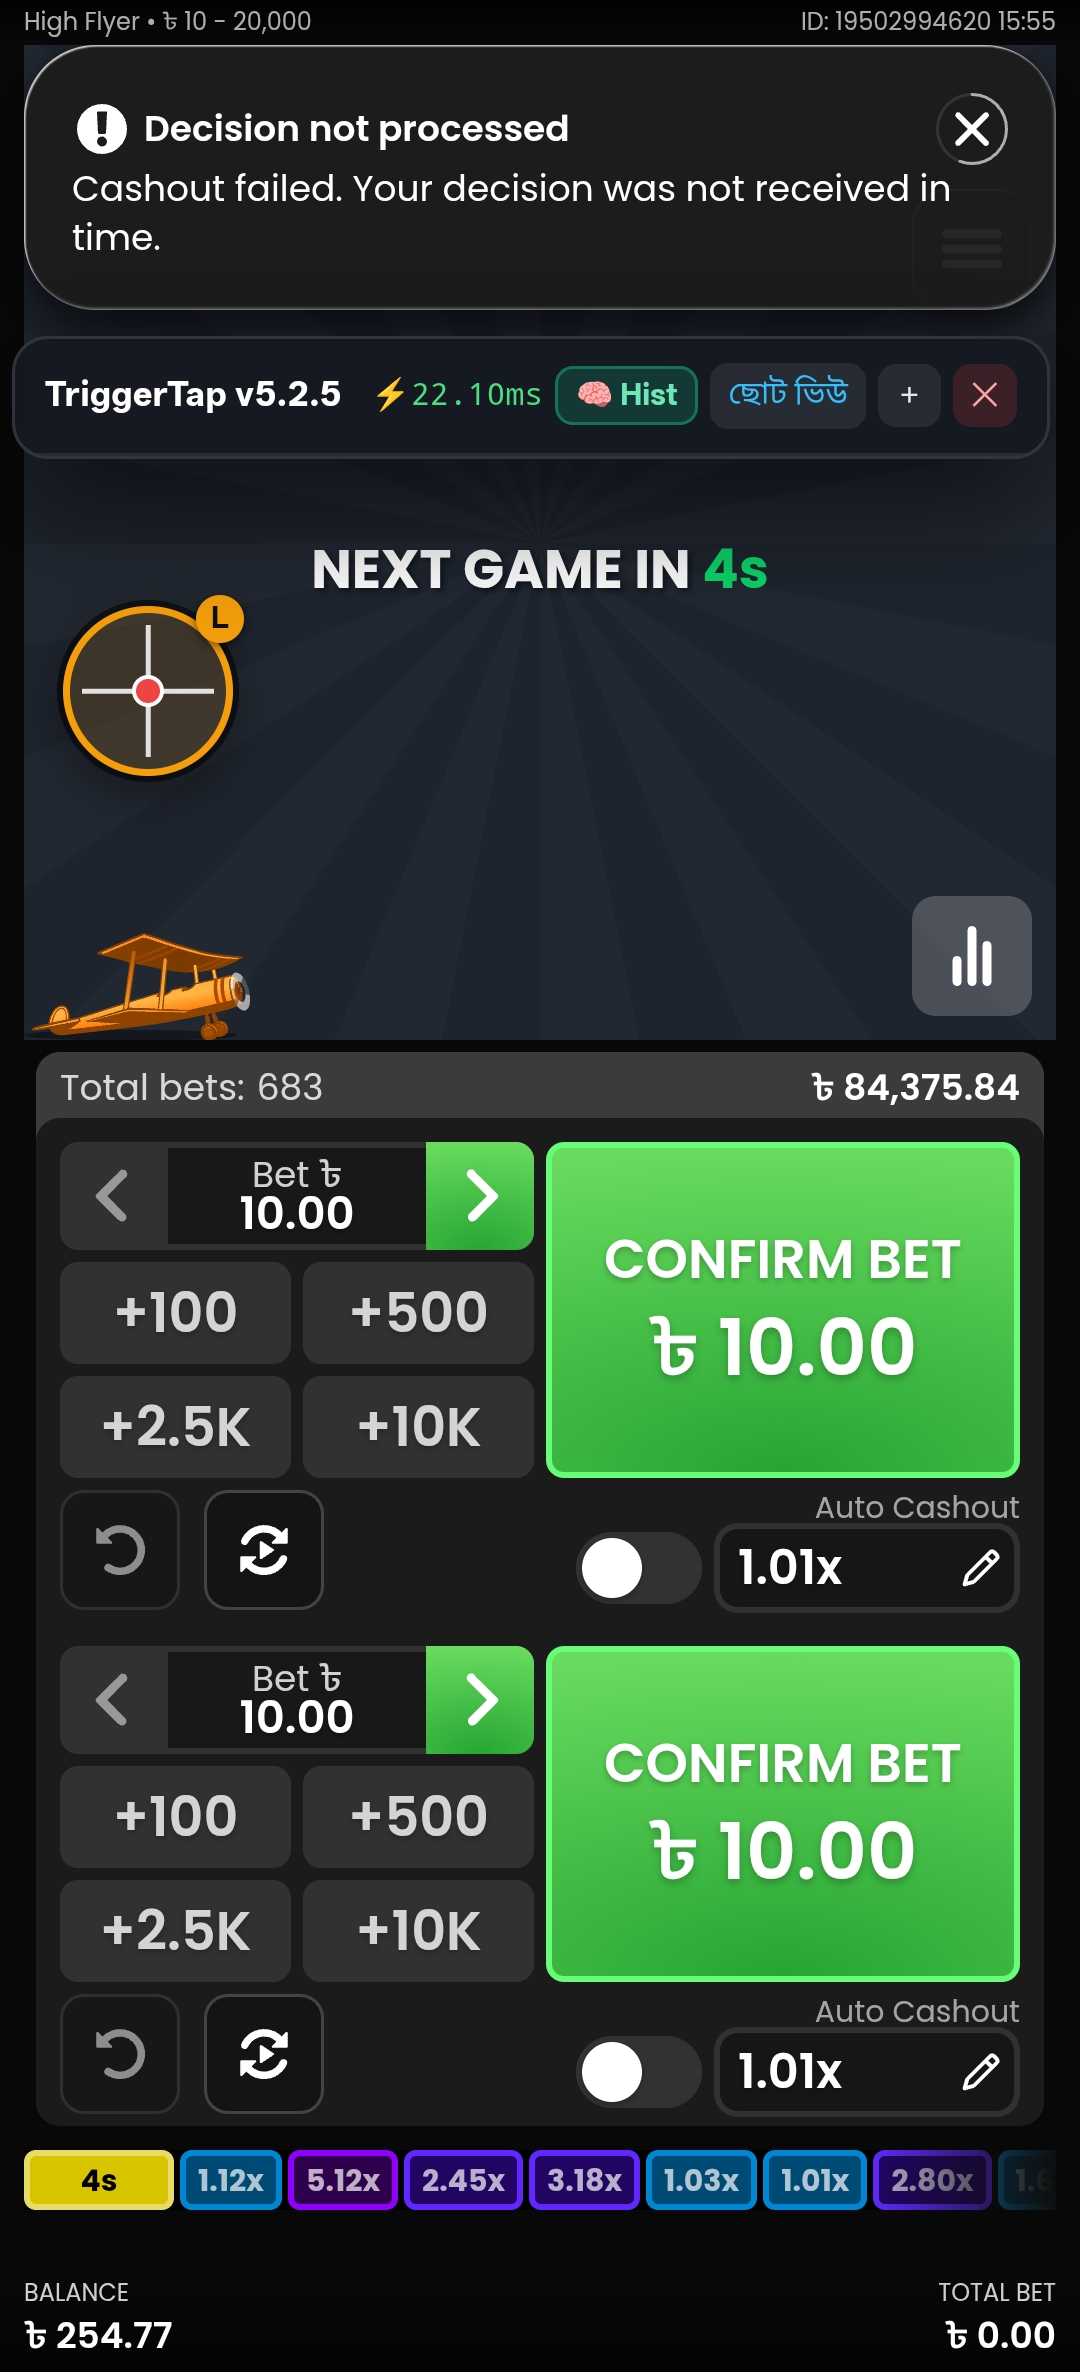 High Flyer • ৳ 10 - 20,000
ID: 19502994620 15:55
Decision not processed
Cashout failed. Your decision was not received in
time.
TriggerTap v5.2.5
⚡22.10ms
🧠 Hist
ছোট ভিউ
+
NEXT GAME IN 4s
L
Total bets: 683
৳ 84,375.84
Bet ৳
10.00
CONFIRM BET
৳ 10.00
+100
+500
+2.5K
+10K
Auto Cashout
1.01x
Bet ৳
10.00
CONFIRM BET
৳ 10.00
+100
+500
+2.5K
+10K
Auto Cashout
1.01x
4s
1.12x
5.12x
2.45x
3.18x
1.03x
1.01x
2.80x
BALANCE
৳ 254.77
TOTAL BET
৳ 0.00